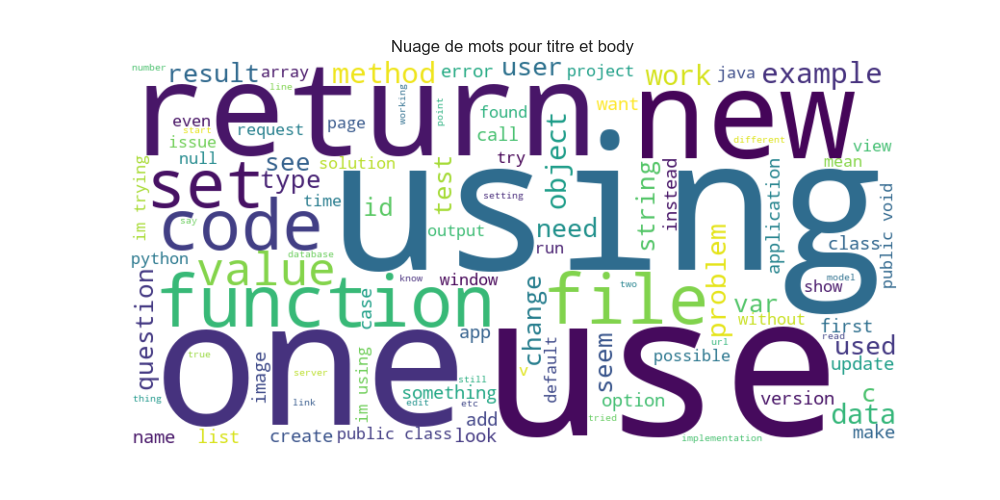 Nuage de mots pour titre et body
number
result
array
method
error
user
project
work
java
example
line
return
new
working
point
want
found
even
request
page
call
start
issue
different
view
null
see
solution
try
object
mean
im trying
set
type
test
string
instead
application
using
time
id
setting
public void
say
code
output
need
run
class
python
database
value
know
window
two
model
show
question
function
case
file
change
problem
var
without
first
app
url
read
used
true
one
image
im using
server
still
v
use
default
seem
possible
update
thing
link
something
edit
etc
option
version
c
add
tried
data
name
list
create
public class
look
implementation
make